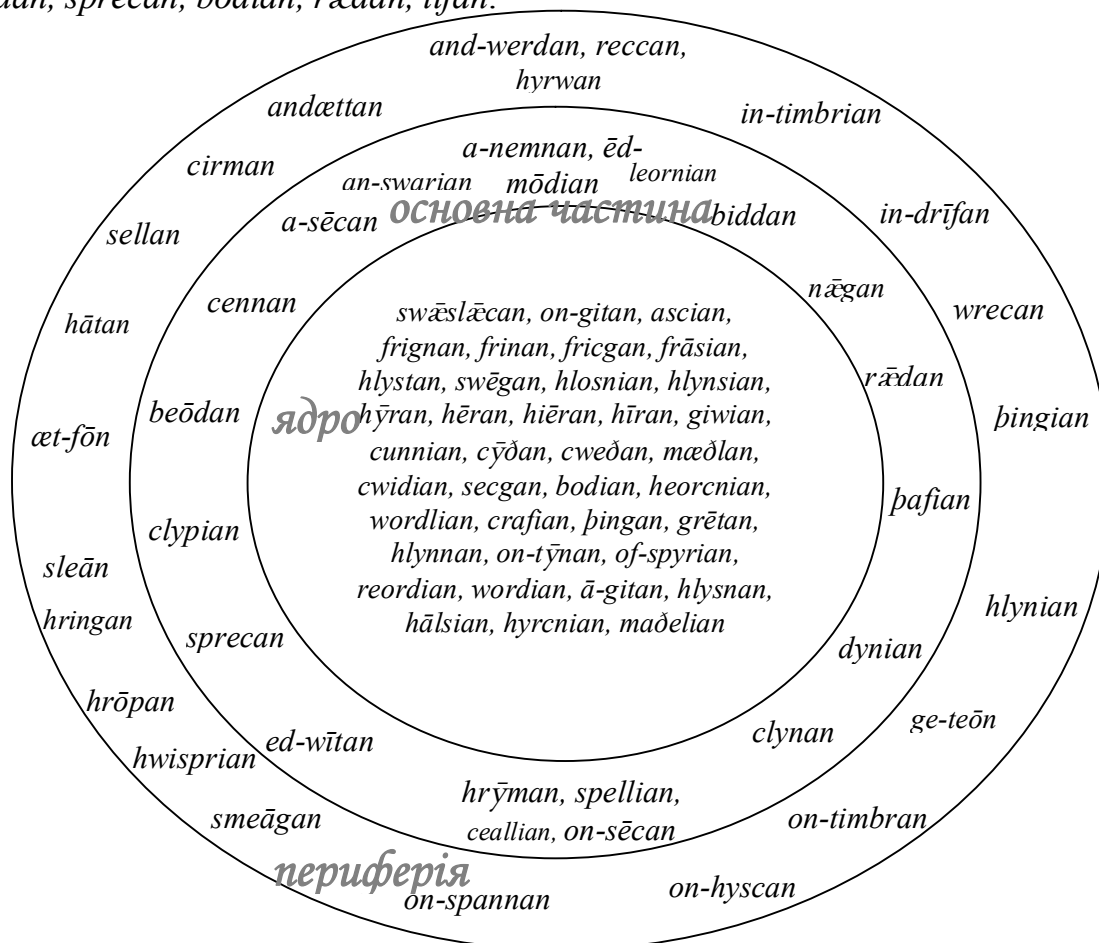 sprecan, bodian, rǣdan, lifan.
and-werdan, reccan,
hyrwan
andættan
in-timbrian
cirman
a-nemnan, ēd-
mōdian
an-swarian
leornian
sellan
a-sēcan
основна частина
biddan
in-drīfan
cennan
nǣgan
hātan
wrecan
swǣslǣcan, on-gitan, ascian,
frignan, frinan, fricgan, frāsian,
hlystan, swēgan, hlosnian, hlynsian,
hȳran, hēran, hiēran, hīran, giwian,
cunnian, cȳðan, cweðan, mæðlan,
cwidian, secgan, bodian, heorcnian,
wordlian, crafian, þingan, grētan,
hlynnan, on-tȳnan, of-spyrian,
reordian, wordian, ā-gitan, hlysnan,
hālsian, hyrcnian, maðelian
ядро
rǣdan
beōdan
æt-fōn
þingian
þafian
clypian
sleān
hringan
hlynian
sprecan
dynian
hrōpan
ge-teōn
clynan
hwisprian
ed-wītan
hrȳman, spellian,
ceallian, on-sēcan
smeāgan
on-timbran
периферія
on-spannan
on-hyscan